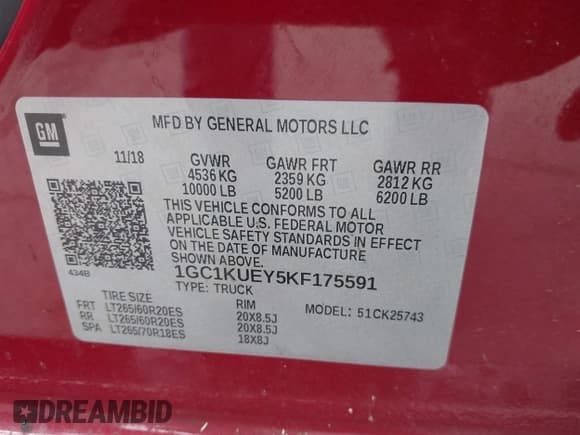 GM
MFD BY GENERAL MOTORS LLC
11/18 GVWR GAWR FRT GAWR RR
4536 KG 2359 KG 2812 KG
10000 LB 5200 LB 6200 LB
THIS VEHICLE CONFORMS TO ALL
APPLICABLE U.S. FEDERAL MOTOR
VEHICLE SAFETY STANDARDS IN EFFECT
ON THE DATE OF MANUFACTURE
SHOWN ABOVE.
434B
1GC1KUEY5KF175591
TYPE: TRUCK
TIRE SIZE RIM MODEL: 51CK25743
FRT LT265/60R20ES 20X8.5J
RR LT265/60R20ES 20X8.5J
SPA LT265/70R18ES 18X8J
DREAMBID